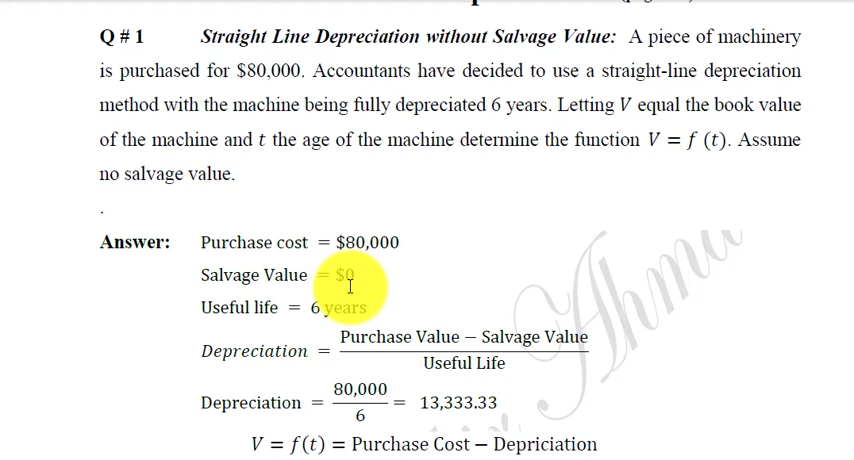 Q # 1 Straight Line Depreciation without Salvage Value: A piece of machinery
is purchased for $80,000. Accountants have decided to use a straight-line depreciation
method with the machine being fully depreciated 6 years. Letting V equal the book value
of the machine and t the age of the machine determine the function V = f (t). Assume
no salvage value.
.
Answer: Purchase cost = $80,000
Salvage Value = $0
Useful life = 6 years
Depreciation = Purchase Value − Salvage Value
Useful Life
Depreciation = 80,000
6
= 13,333.33
V = f(t) = Purchase Cost − Depriciation